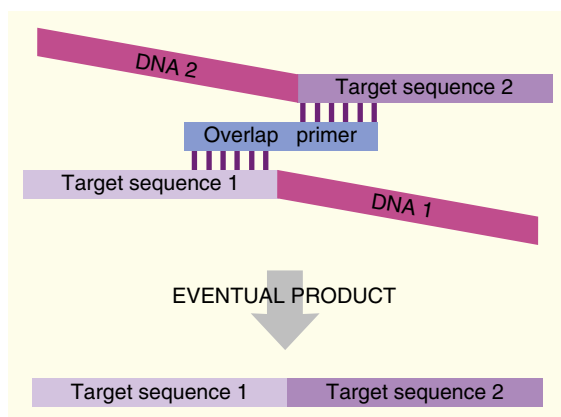 DNA 2
Target sequence 2
Overlap primer
Target sequence 1
DNA 1
EVENTUAL PRODUCT
Target sequence 1 Target sequence 2